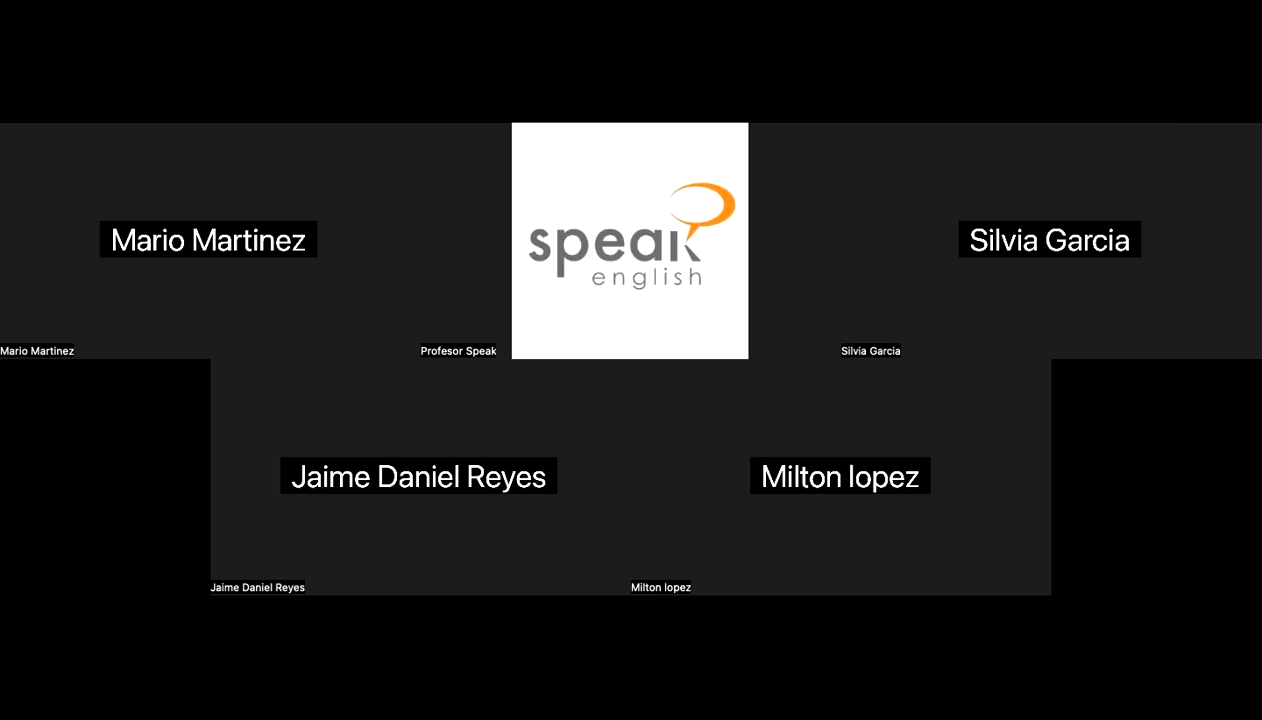 Mario Martinez
speak
english
Silvia Garcia
Mario Martinez
Profesor Speak
Silvia Garcia
Jaime Daniel Reyes
Milton lopez
Jaime Daniel Reyes
Milton lopez